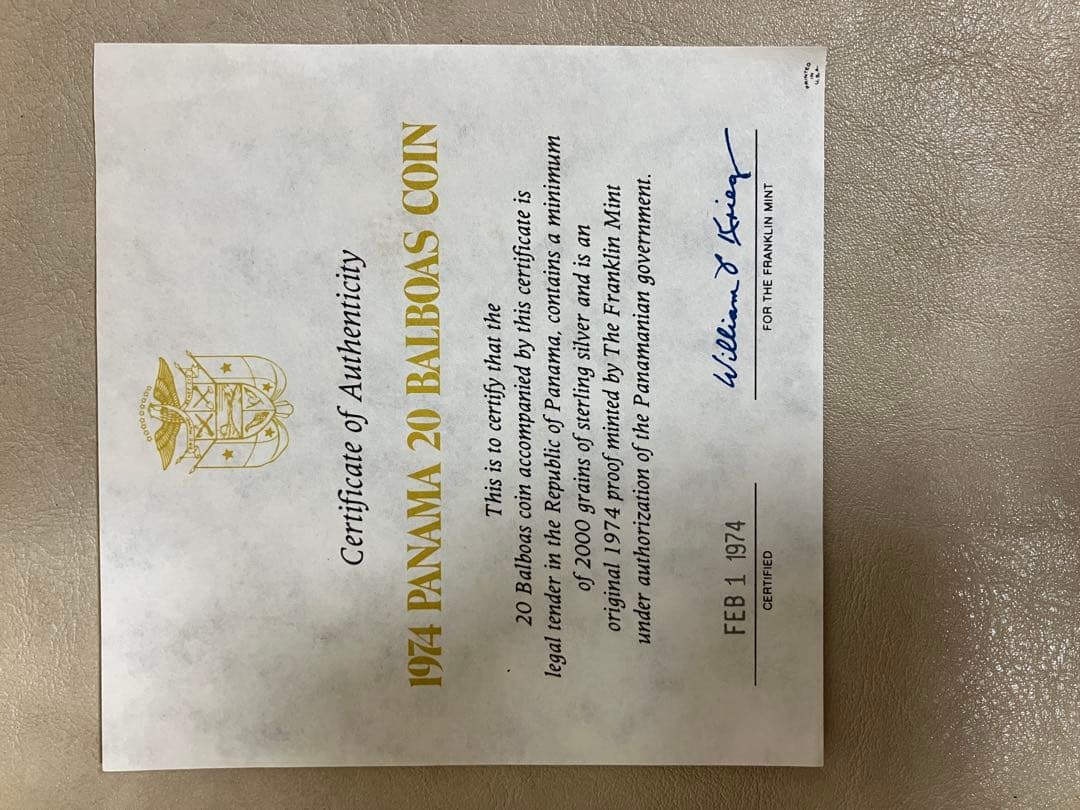 Certificate of Authenticity
1974 PANAMA 20 BALBOAS COIN
This is to certify that the
20 Balboas coin accompanied by this certificate is
legal tender in the Republic of Panama, contains a minimum
of 2000 grains of sterling silver and is an
original 1974 proof minted by The Franklin Mint
under authorization of the Panamanian government.
FEB 1 1974
CERTIFIED
William J Krieg
FOR THE FRANKLIN MINT
PRINTED
IN
U.S.A.